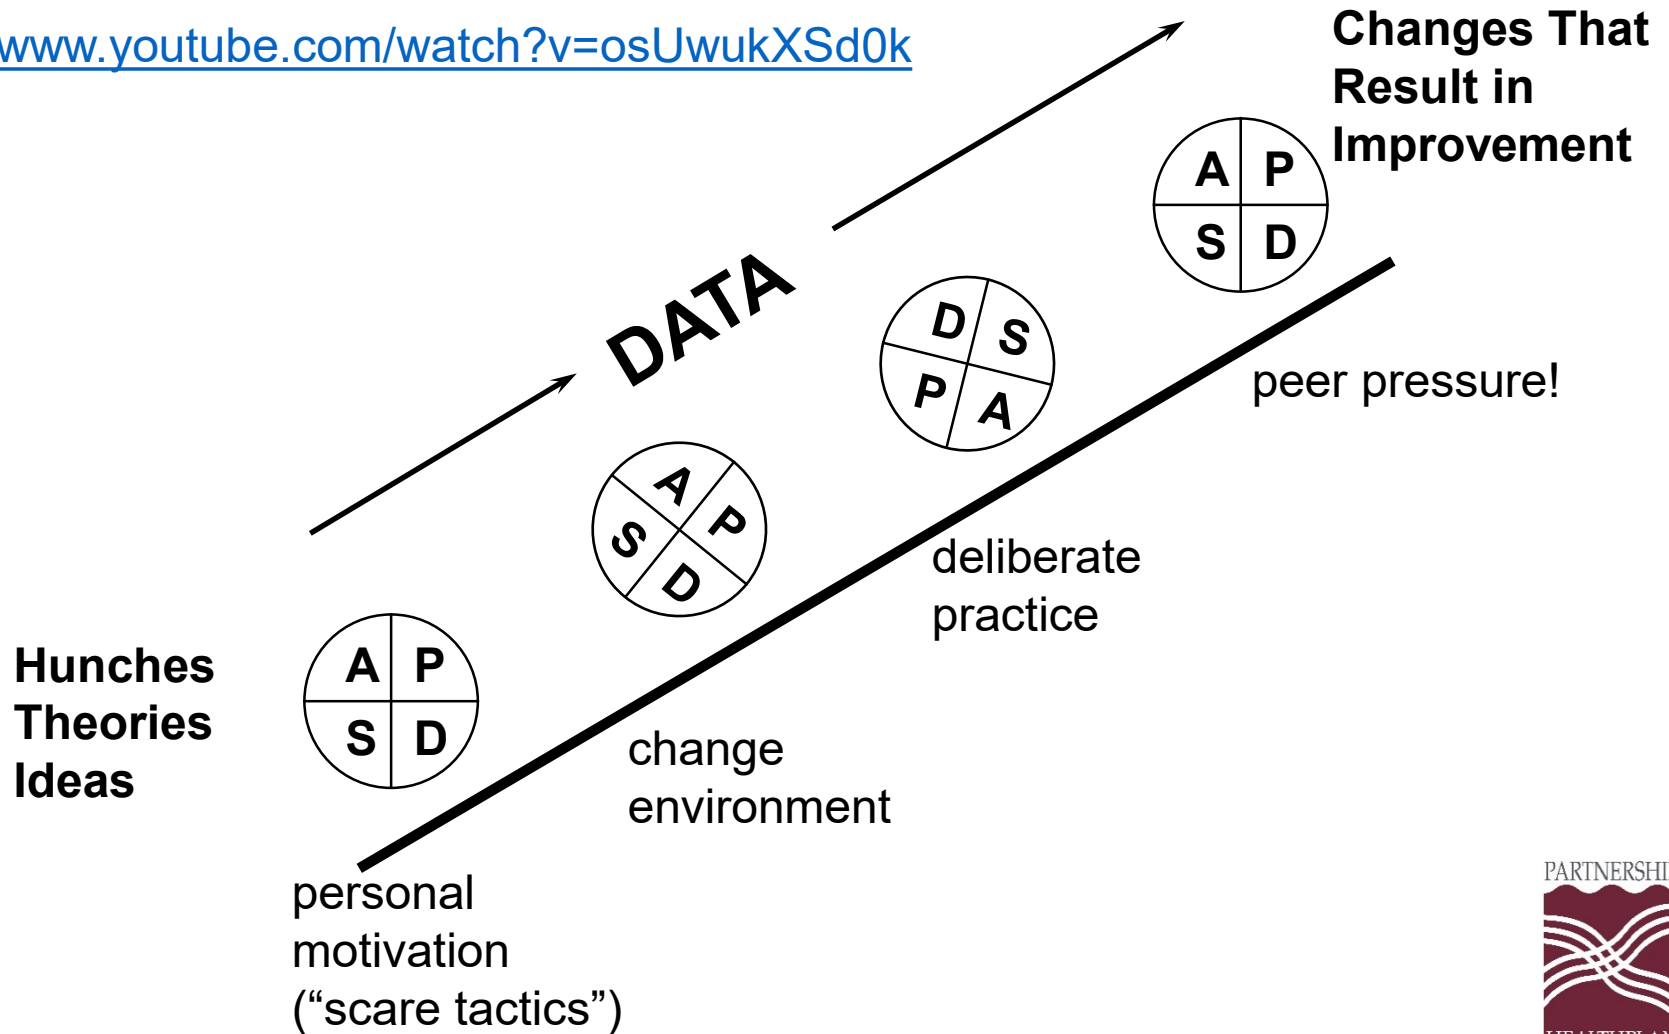 www.youtube.com/watch?v=osUwukXSd0k
Changes That
Result in
Improvement
A P
S D
DATA
D S
P A
peer pressure!
A P
S D
deliberate
practice
Hunches
Theories
Ideas
A P
S D
change
environment
personal
motivation
(“scare tactics”)